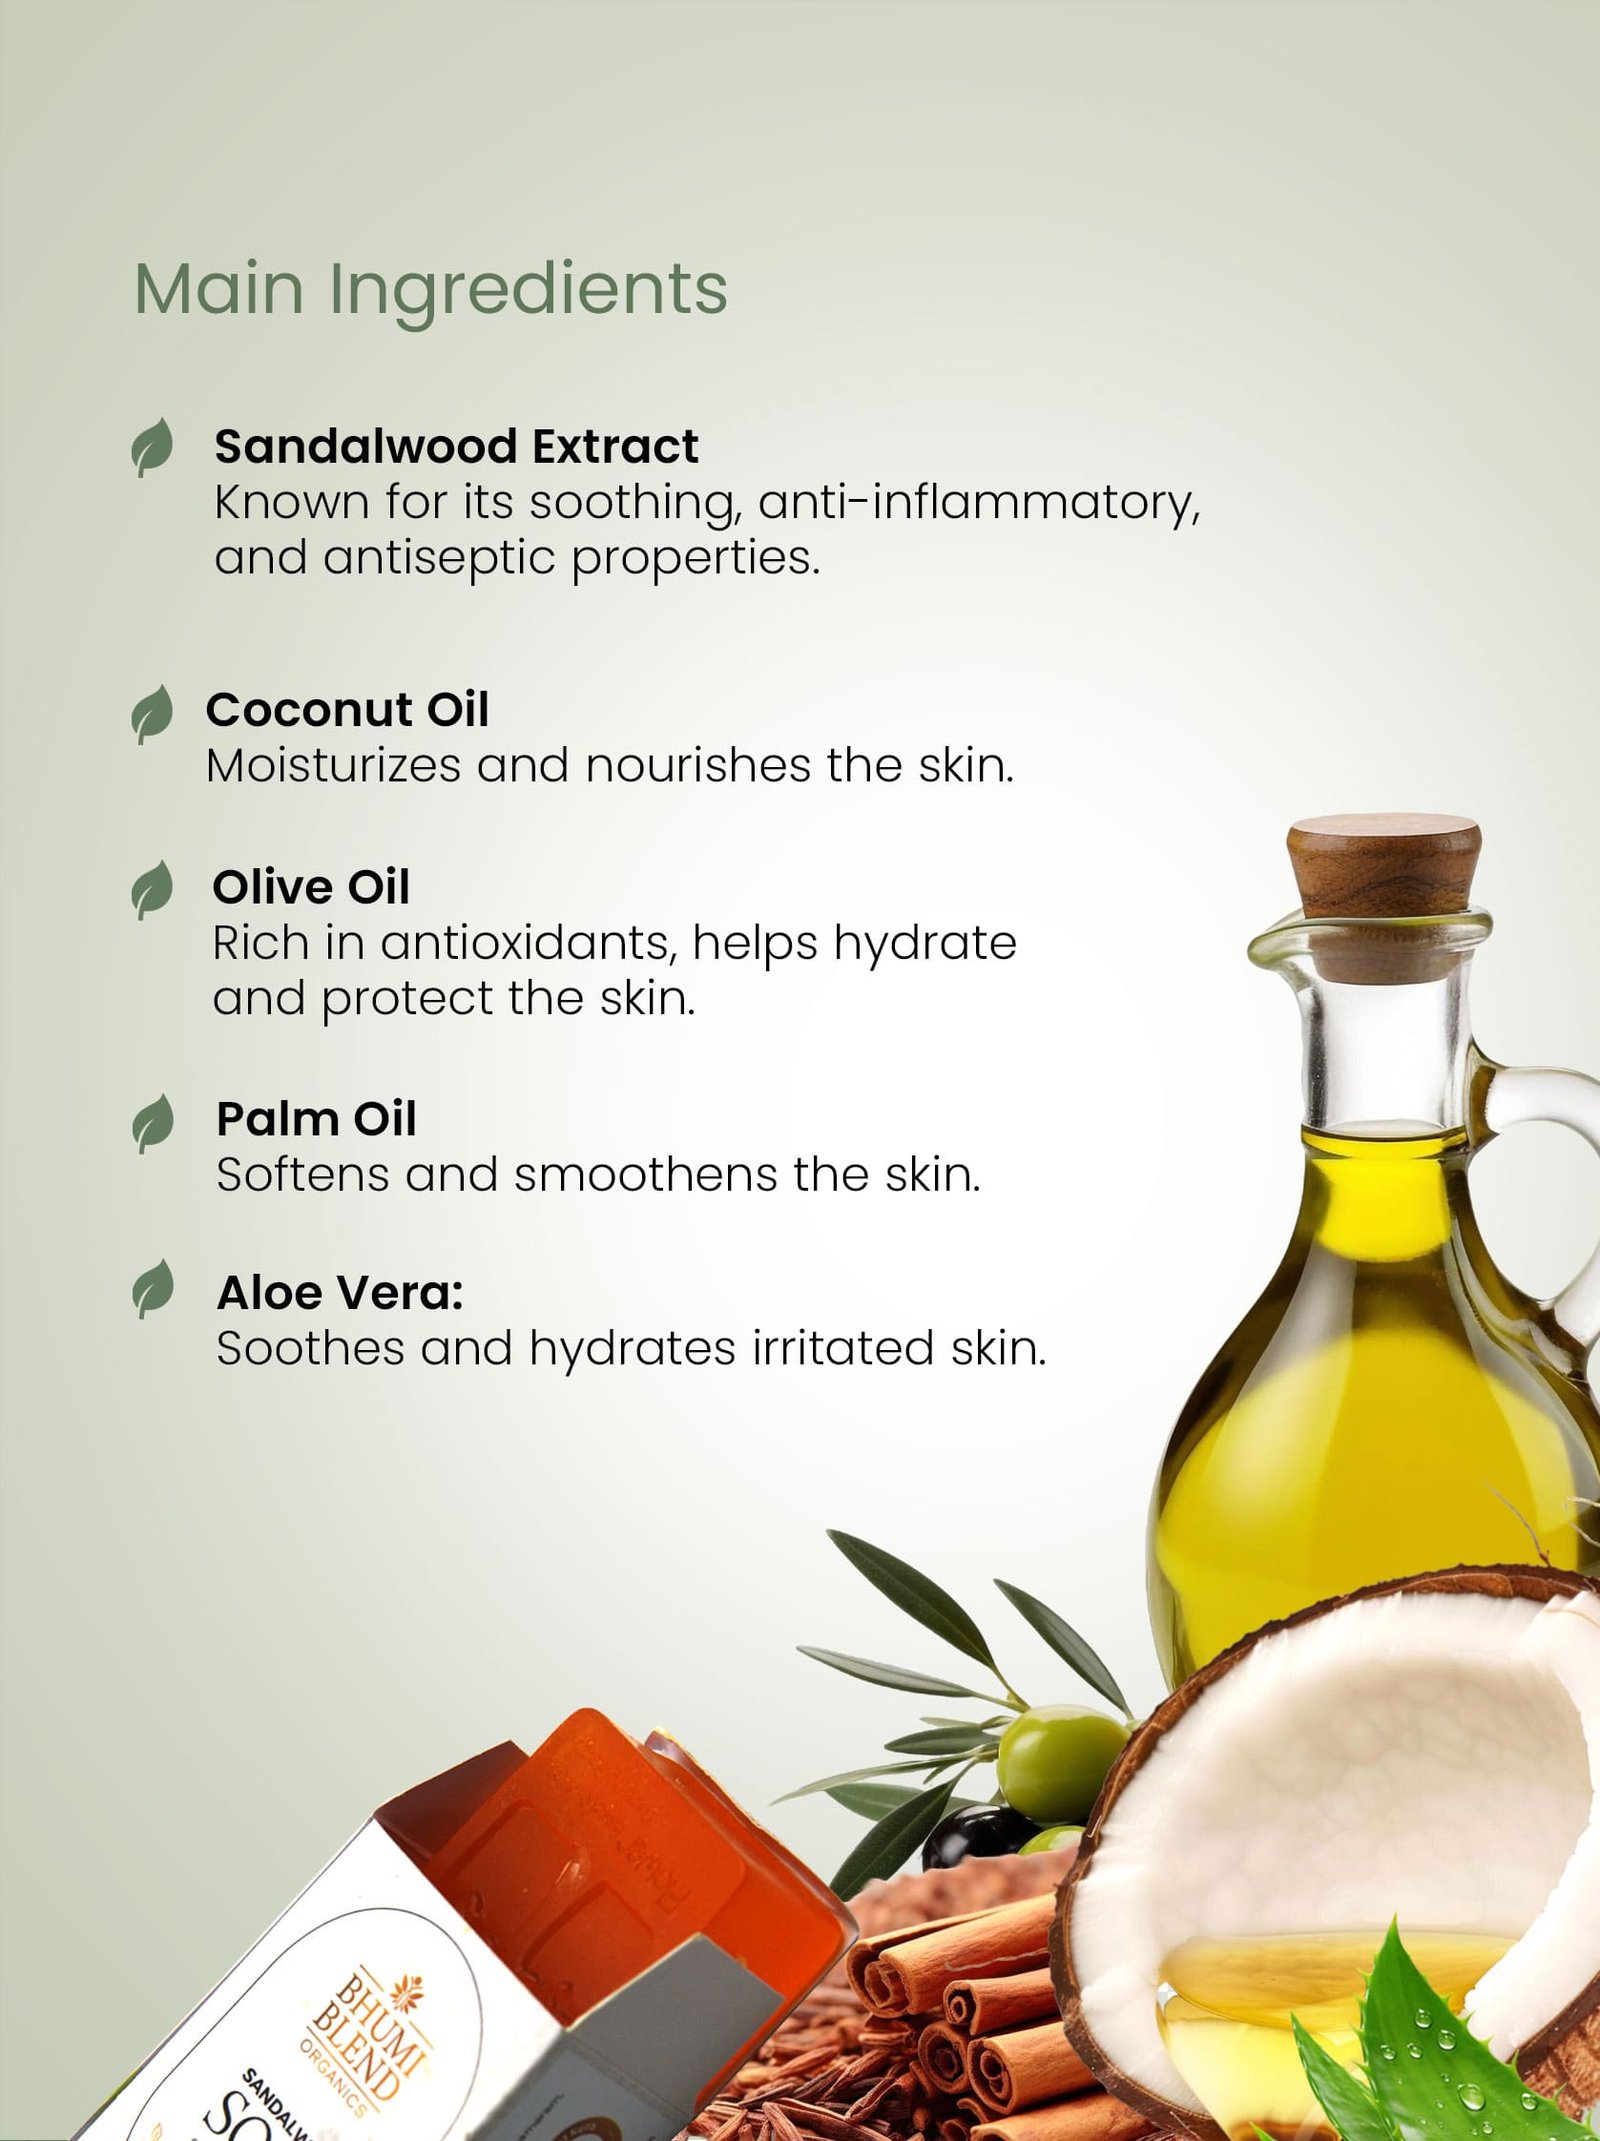 Main Ingredients
Sandalwood Extract
Known for its soothing, anti-inflammatory,
and antiseptic properties.
Coconut Oil
Moisturizes and nourishes the skin.
Olive Oil
Rich in antioxidants, helps hydrate
and protect the skin.
Palm Oil
Softens and smoothens the skin.
Aloe Vera:
Soothes and hydrates irritated skin.
BHUMI
BLEND
ORGANICS